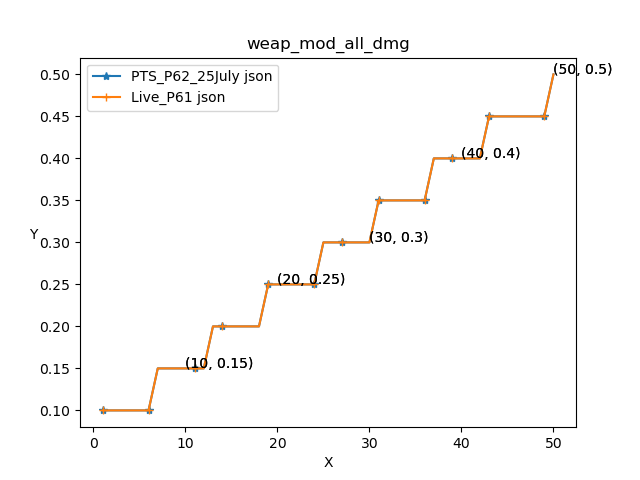 weap_mod_all_dmg
PTS_P62_25July json
Live_P61 json
Y
0.50
0.45
0.40
0.35
0.30
0.25
0.20
0.15
0.10
(50, 0.5)
(40, 0.4)
(30, 0.3)
(20, 0.25)
(10, 0.15)
0 10 20 30 40 50
X